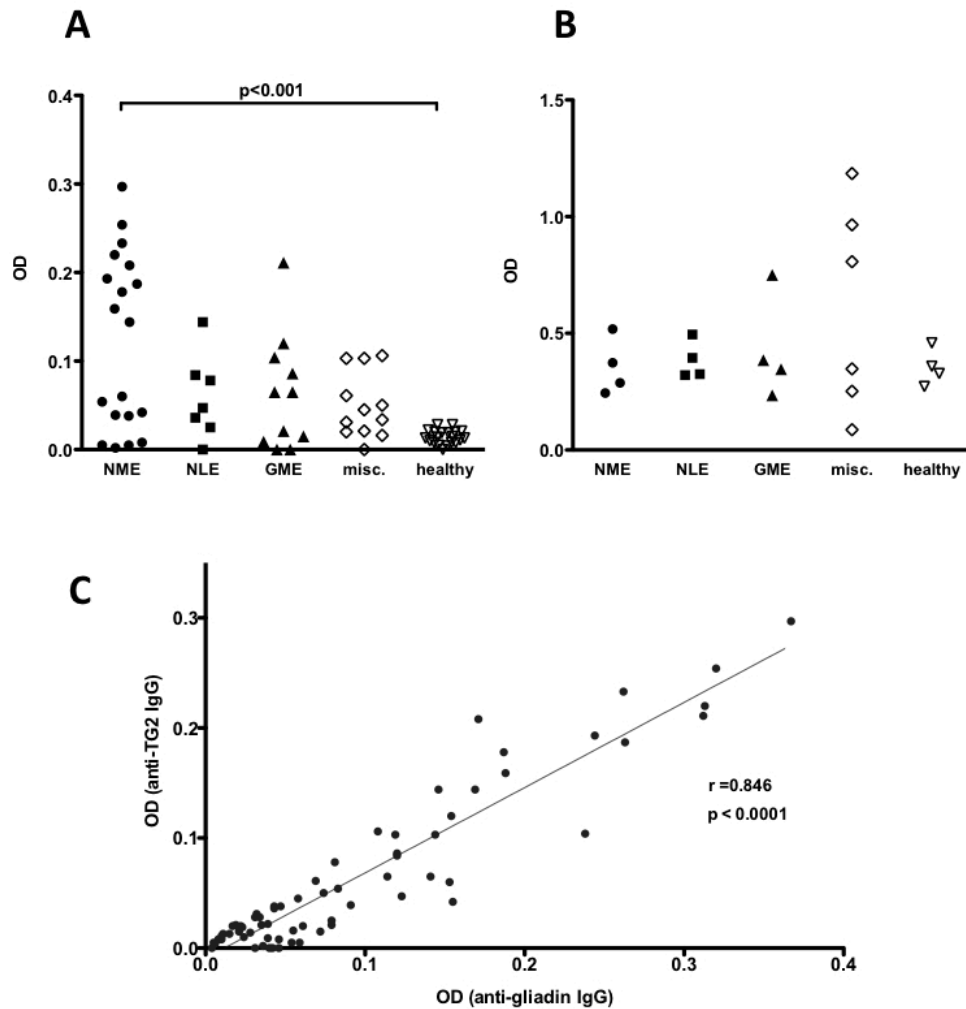 A
B
p<0.001
0.4
0.3
0.2
0.1
0.0
OD
NME NLE GME misc. healthy
1.5
1.0
0.5
0.0
OD
NME NLE GME misc. healthy
C
0.3
0.2
0.1
0.0
OD (anti-TG2 IgG)
r =0.846
p < 0.0001
0.0 0.1 0.2 0.3 0.4
OD (anti-gliadin IgG)